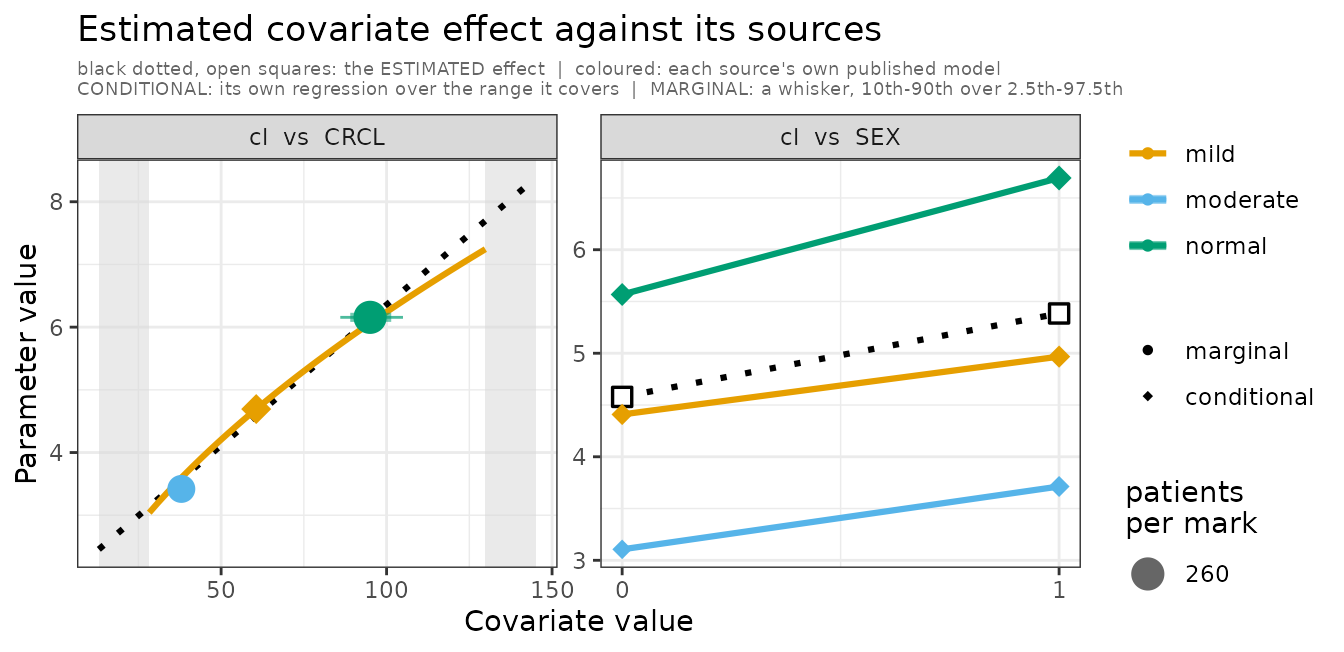 Estimated covariate effect against its sources
black dotted, open squares: the ESTIMATED effect  |  coloured: each source's own published model
CONDITIONAL: its own regression over the range it covers  |  MARGINAL: a whisker, 10th-90th over 2.5th-97.5th
cl  vs  CRCL
cl  vs  SEX
Parameter value
8
6
4
50
100
150
6
5
4
3
0
1
Covariate value
mild
moderate
normal
marginal
conditional
patients
per mark
260